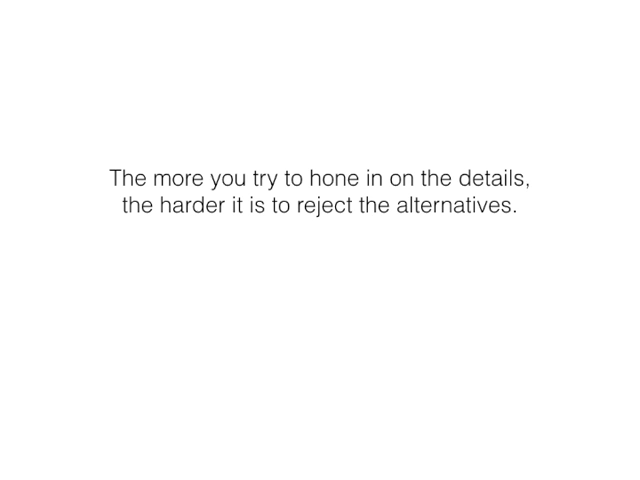 The more you try to hone in on the details,
the harder it is to reject the alternatives.